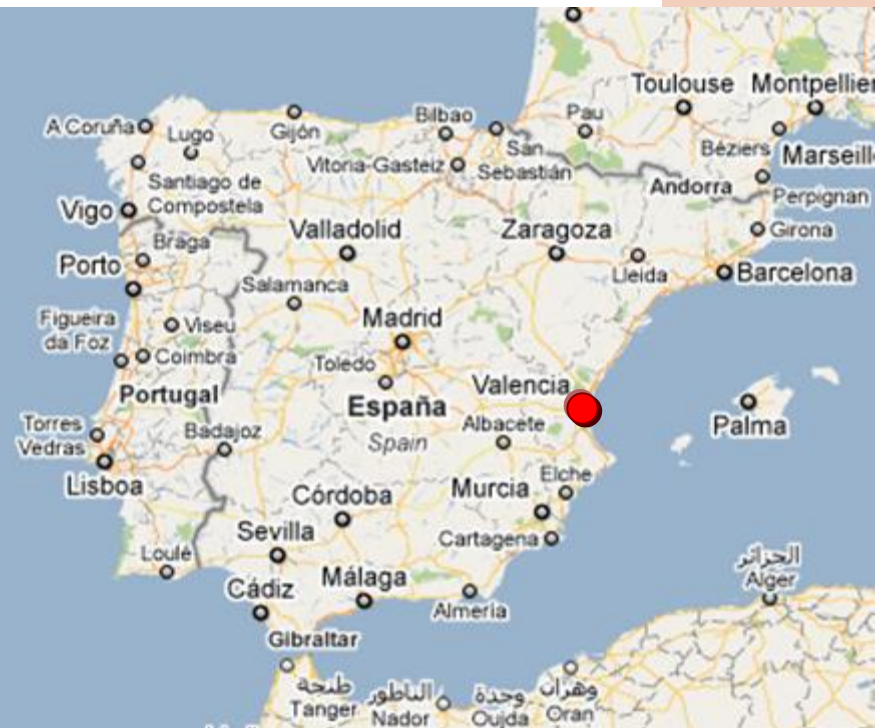 Toulouse
Montpellier
A Coruña
Lugo
Gijón
Bilbao
San
Sebastián
Pau
Béziers
Marseill
Vitoria-Gasteiz
Santiago de
Compostela
Andorra
Perpignan
Vigo
Braga
Valladolid
Zaragoza
Girona
Porto
Salamanca
Lleida
Barcelona
Figueira
da Foz
Viseu
Madrid
Coimbra
Toledo
Portugal
España
Valencia
Torres
Vedras
Badajoz
Spain
Albacete
Palma
Lisboa
Córdoba
Murcia
Elche
Sevilla
Cartagena
Loulé
Cádiz
Málaga
Almería
الجزائر
Alger
Gibraltar
طنجة
Tanger
الناظور
Nador
وجدة
Oujda
وهران
Oran